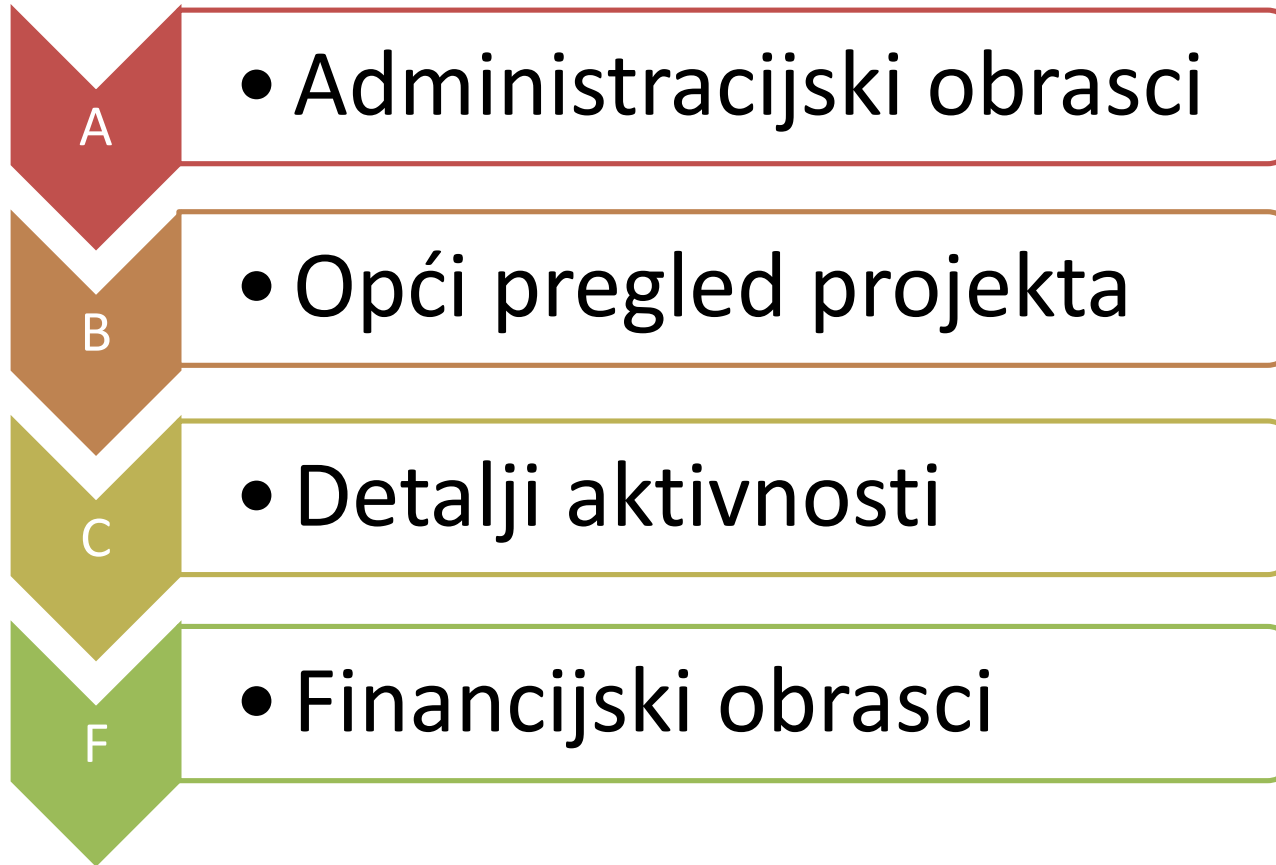 A
• Administracijski obrasci
B
• Opći pregled projekta
C
• Detalji aktivnosti
F
• Financijski obrasci